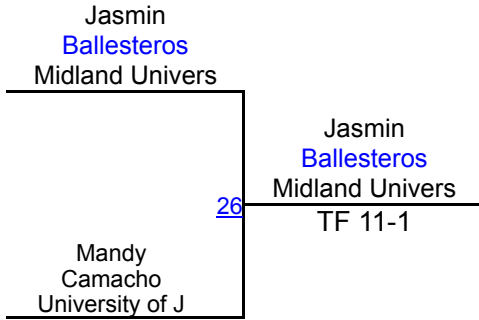 Jasmin
Ballesteros
Midland Univers
Jasmin
Ballesteros
Midland Univers
26
TF 11-1
Mandy
Camacho
University of J